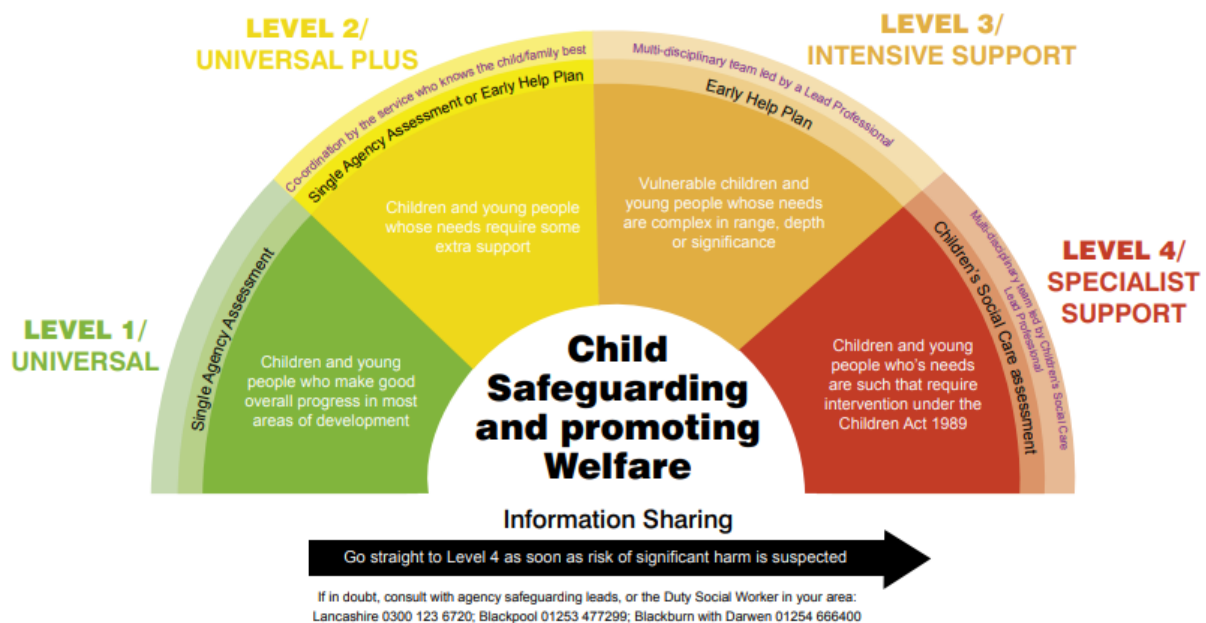 LEVEL 1/
UNIVERSAL
Single Agency Assessment
Children and young
people who make good
overall progress in most
areas of development
LEVEL 2/
UNIVERSAL PLUS
Co-ordination by the service who knows the child/family best
Single Agency Assessment or Early Help Plan
Children and young people
whose needs require some
extra support
LEVEL 3/
INTENSIVE SUPPORT
Multi-disciplinary team led by a Lead Professional
Early Help Plan
Vulnerable children and
young people whose needs
are complex in range, depth
or significance
LEVEL 4/
SPECIALIST
SUPPORT
Multi-disciplinary team led by Children's Social Care
Lead Professional
Children's Social Care assessment
Children and young
people who's needs
are such that require
intervention under the
Children Act 1989
Child
Safeguarding
and promoting
Welfare
Information Sharing
Go straight to Level 4 as soon as risk of significant harm is suspected
If in doubt, consult with agency safeguarding leads, or the Duty Social Worker in your area:
Lancashire 0300 123 6720; Blackpool 01253 477299; Blackburn with Darwen 01254 666400